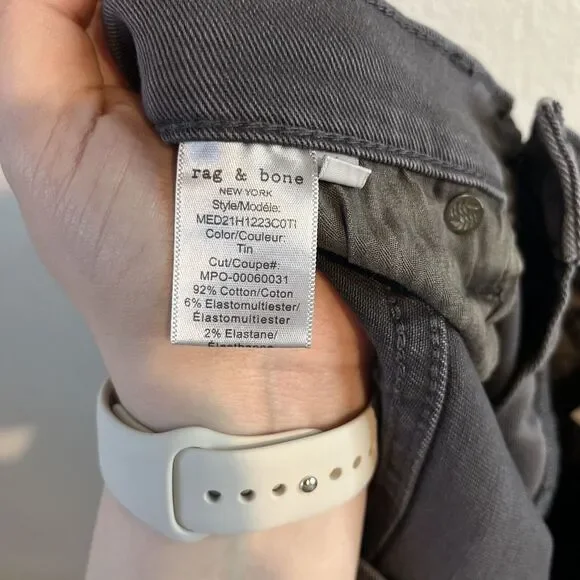 rag & bone
NEW YORK
Style/Modéle:
MED21H1223C0TI
Color/Couleur:
Tin
Cut/Coupe#:
MPO-00060031
92% Cotton/Coton
6% Elastomultiester/
Élastomultiester
2% Elastane/